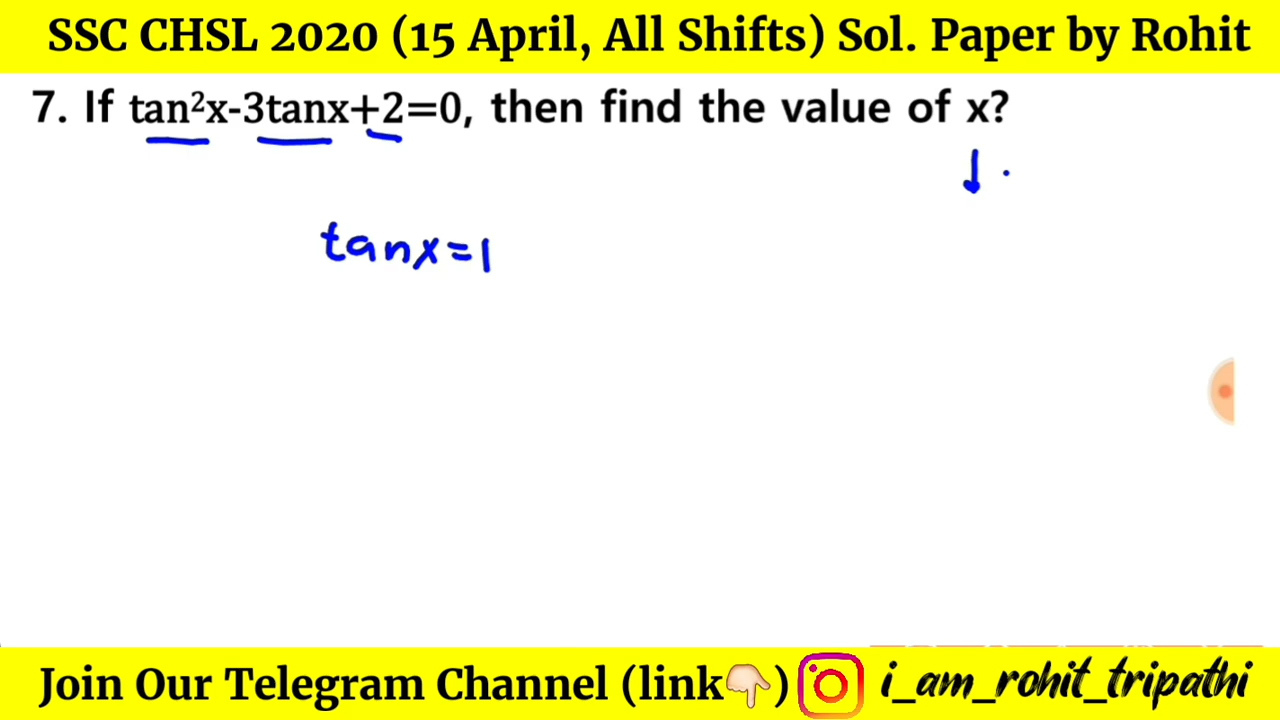 SSC CHSL 2020 (15 April, All Shifts) Sol. Paper by Rohit
7. If tan²x-3tanx+2=0, then find the value of x?
tanx=1
Join Our Telegram Channel (link👇🏻) i_am_rohit_tripathi